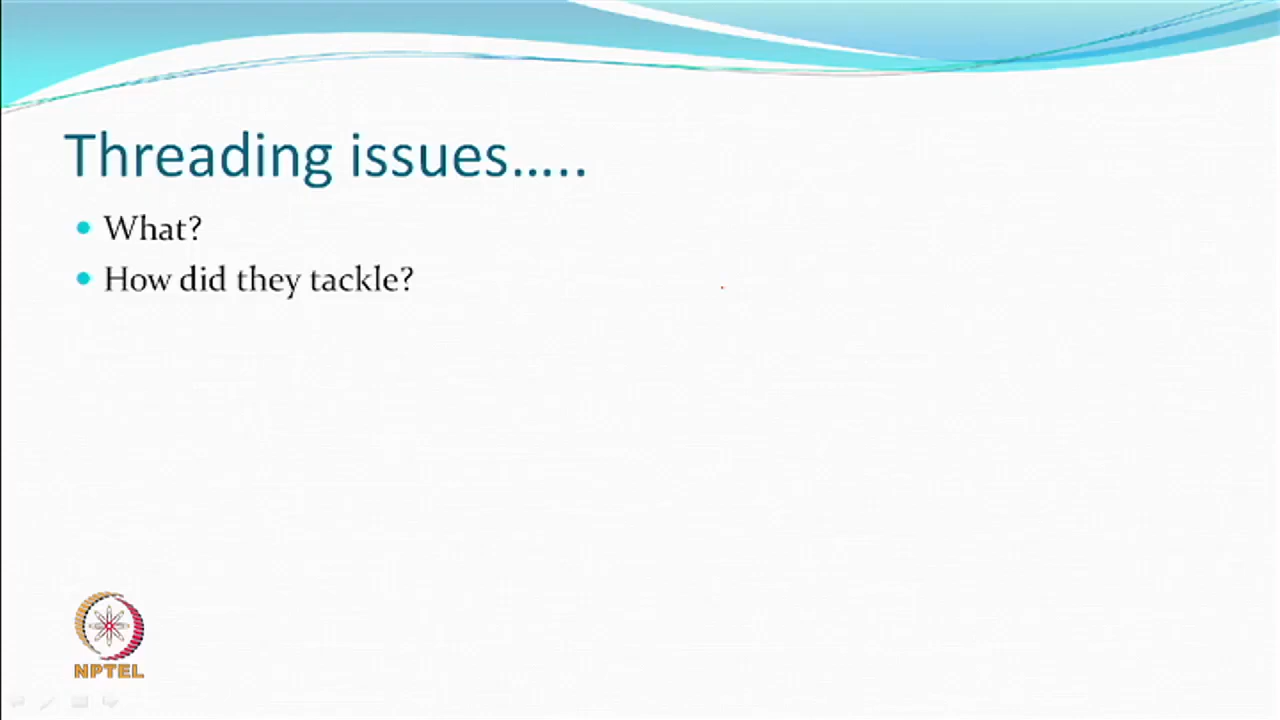 Threading issues.....
What?
How did they tackle?
NPTEL